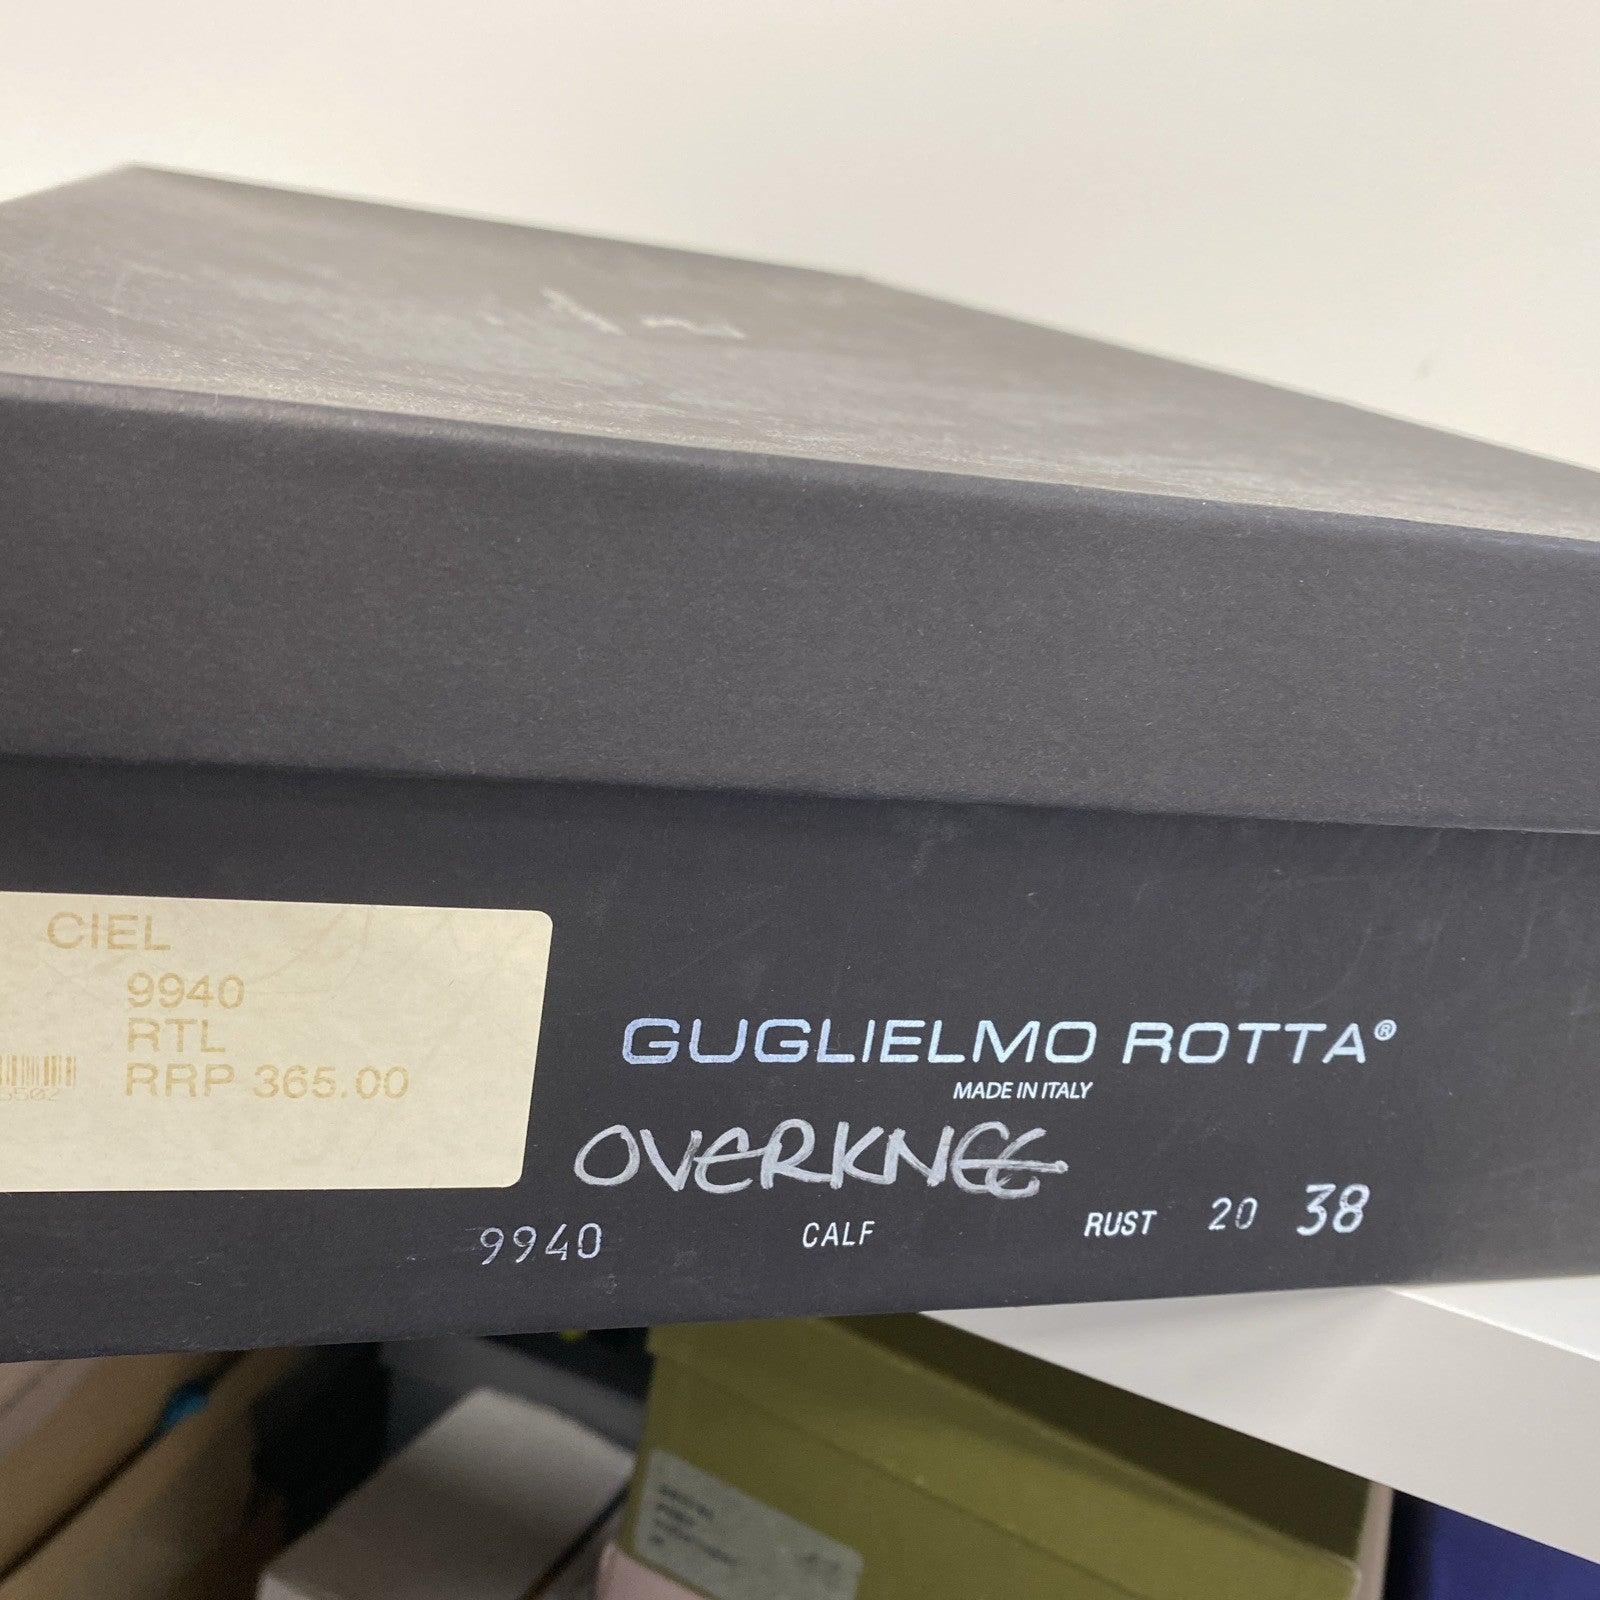 CIEL
9940
RTL
RRP 365.00
GUGLIELMO ROTTA®
MADE IN ITALY
OVERKNEE
9940 CALF RUST 20 38